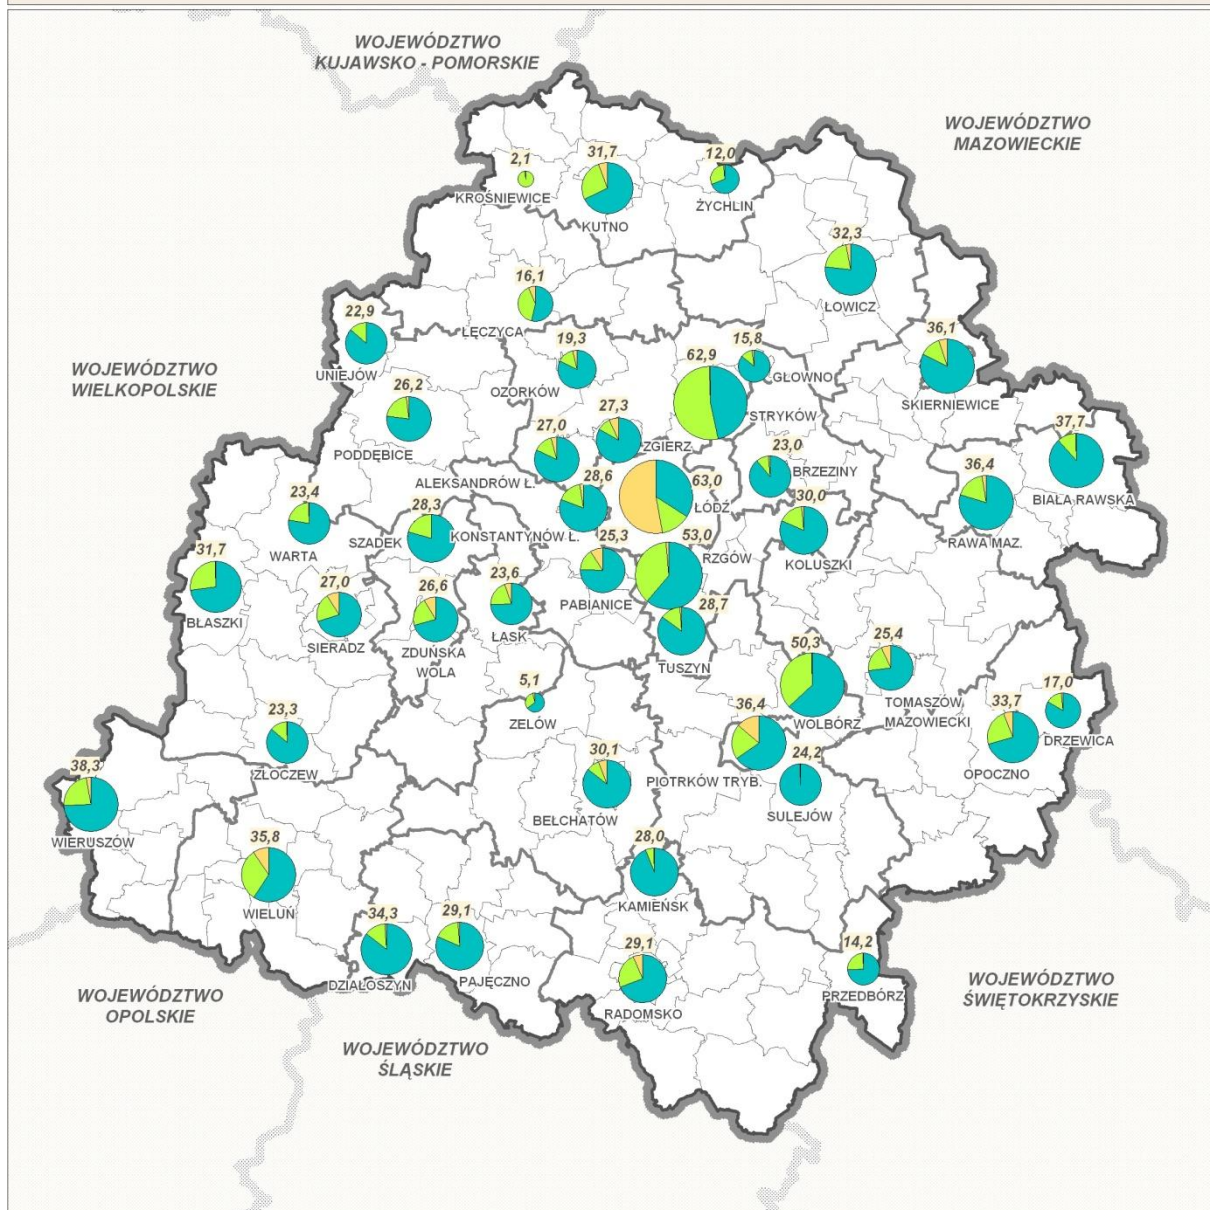 WOJEWÓDZTWO
KUJAWSKO - POMORSKIE
WOJEWÓDZTWO
MAZOWIECKIE
2,1
KROŚNIEWICE
31,7
KUTNO
12,0
ŻYCHLIN
32,3
ŁOWICZ
16,1
ŁĘCZYCA
22,9
UNIEJÓW
WOJEWÓDZTWO
WIELKOPOLSKIE
19,3
OZORKÓW
62,9
STRYKÓW
15,8
GŁOWNO
36,1
SKIERNIEWICE
26,2
PODDĘBICE
27,3
ZGIERZ
27,0
ALEKSANDRÓW Ł.
28,6
KONSTANTYNÓW Ł.
63,0
ŁÓDŹ
23,0
BRZEZINY
37,7
BIAŁA RAWSKA
36,4
RAWA MAZ.
23,4
WARTA
28,3
SZADEK
30,0
KOLUSZKI
31,7
BŁASZKI
27,0
SIERADZ
26,6
ZDUŃSKA
WOLA
23,6
ŁASK
25,3
PABIANICE
53,0
RZGÓW
28,7
TUSZYN
50,3
WOLBÓRZ
25,4
TOMASZÓW
MAZOWIECKI
5,1
ZELÓW
33,7
OPOCZNO
17,0
DRZEWICA
23,3
ZŁOCZEW
36,4
PIOTRKÓW TRYB.
24,2
SULEJÓW
30,1
BEŁCHATÓW
38,3
WIERUSZÓW
35,8
WIELUŃ
28,0
KAMIEŃSK
34,3
DZIAŁOSZYN
29,1
PAJĘCZNO
29,1
RADOMSKO
14,2
PRZEDBÓRZ
WOJEWÓDZTWO
OPOLSKIE
WOJEWÓDZTWO
ŚLĄSKIE
WOJEWÓDZTWO
ŚWIĘTOKRZYSKIE